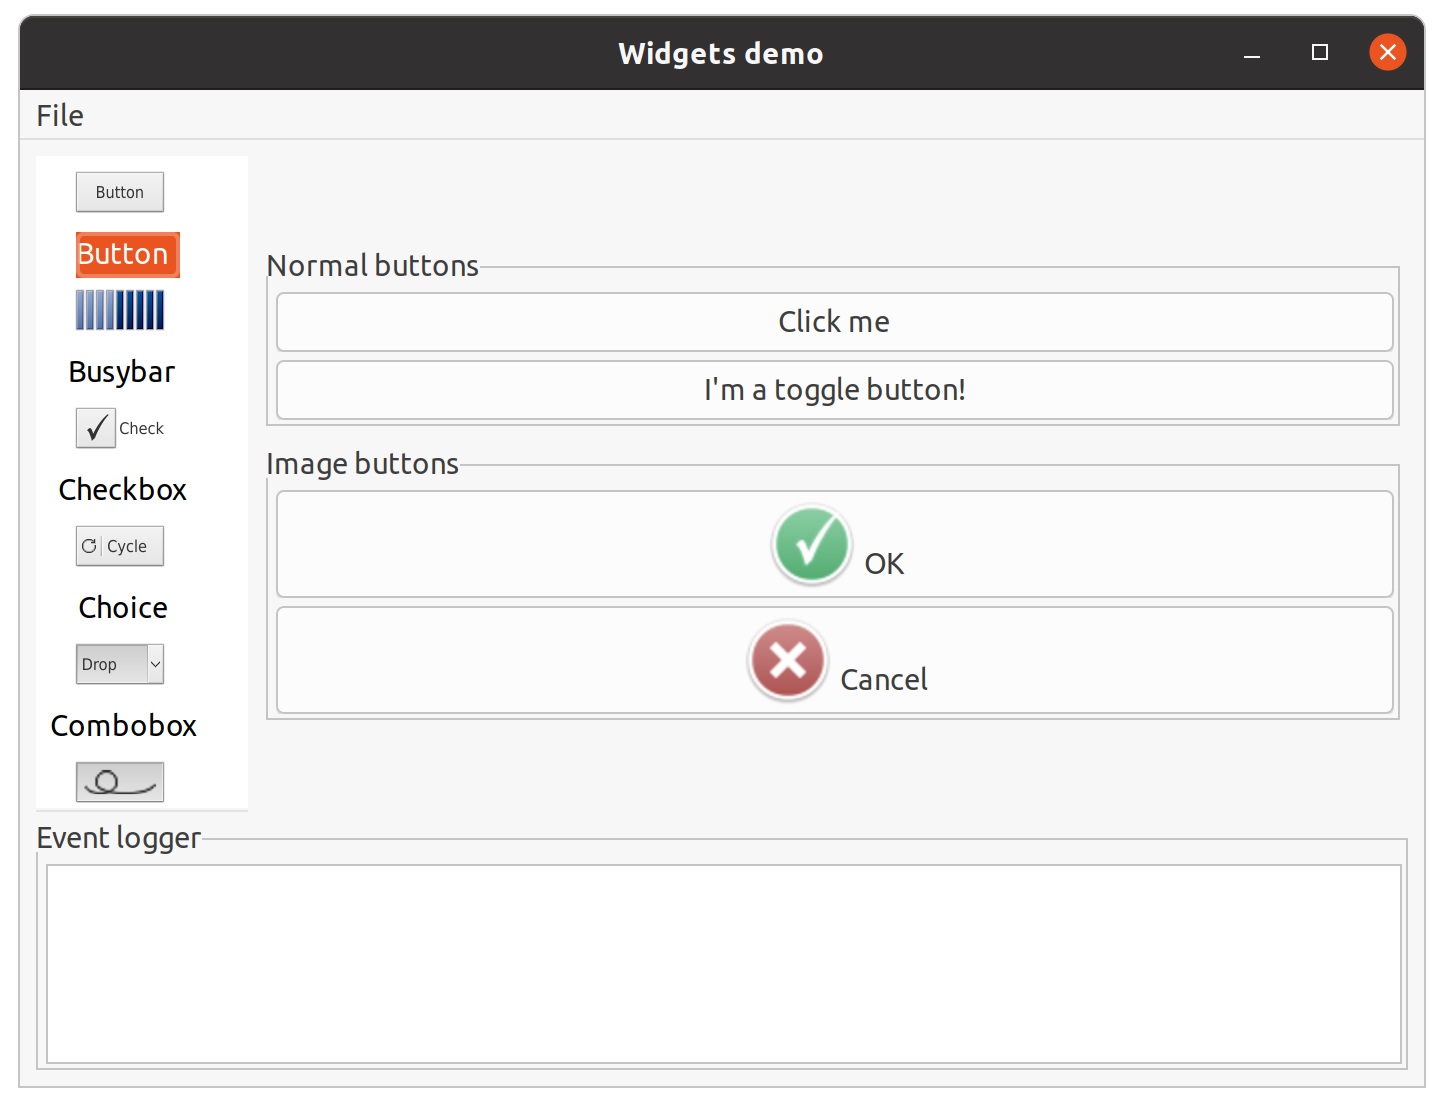 Widgets demo
File
Button
Button
Busybar
Check
Checkbox
Cycle
Choice
Drop
Combobox
Normal buttons
Click me
I'm a toggle button!
Image buttons
OK
Cancel
Event logger